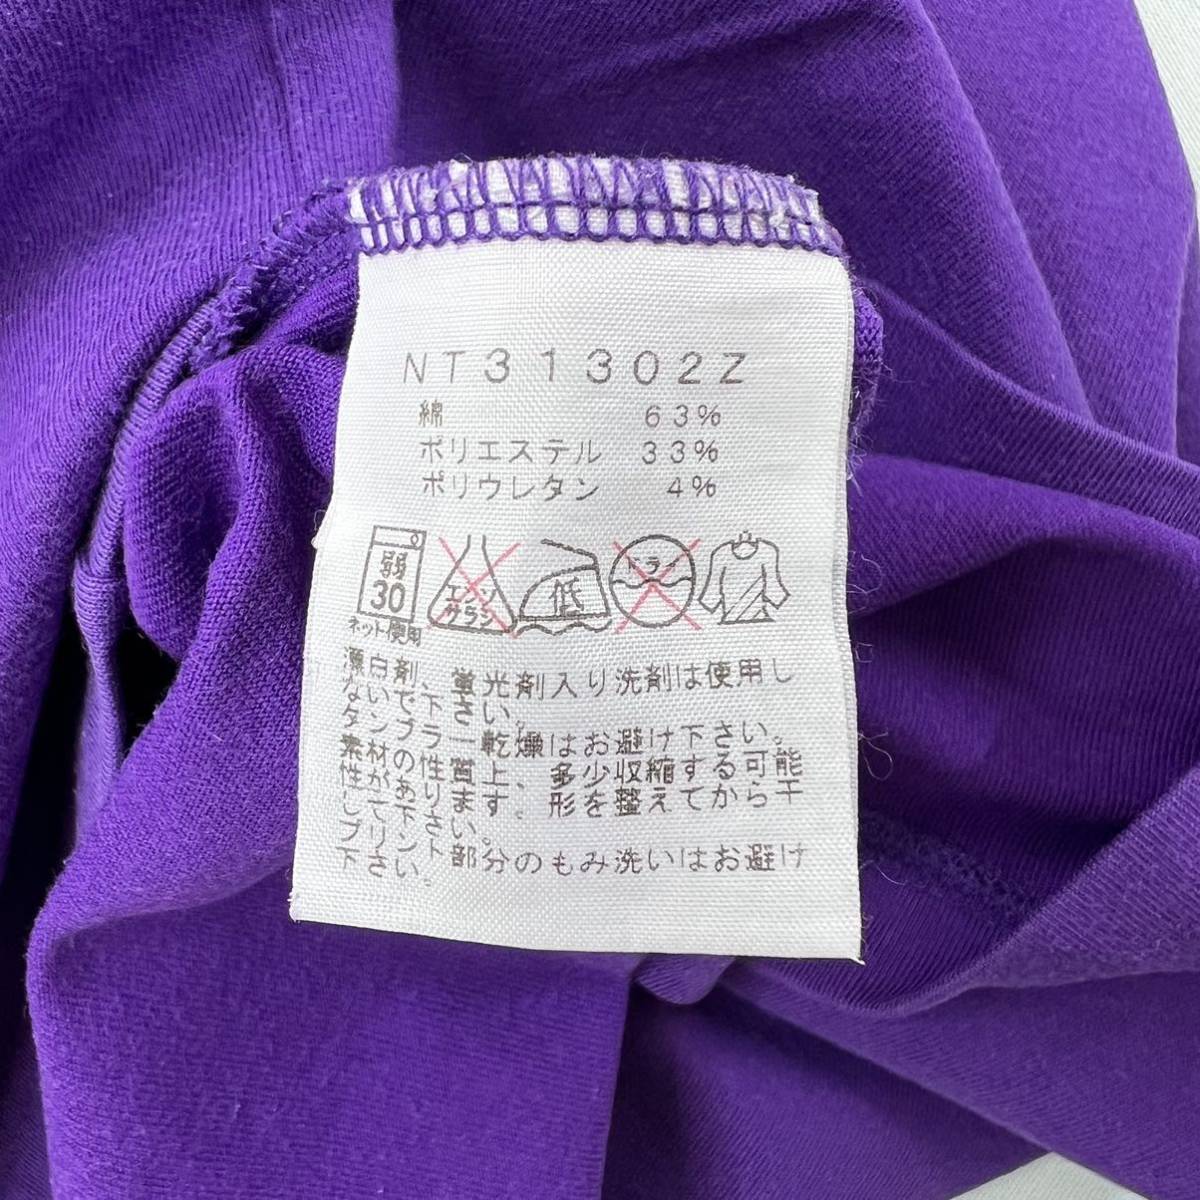 NT31302Z
綿 63%
ポリエステル 33%
ポリウレタン 4%
弱
30
ネット使用
エンソ
サラシ
低
ドライ
漂白剤、蛍光剤入り洗剤は使用し
ないで下さい。
タンブラー乾燥はお避け下さい。
素材の性質上、多少収縮する可能
性があります。形を整えてから干
して下さい。
プリント部分のもみ洗いはお避け
下さい。